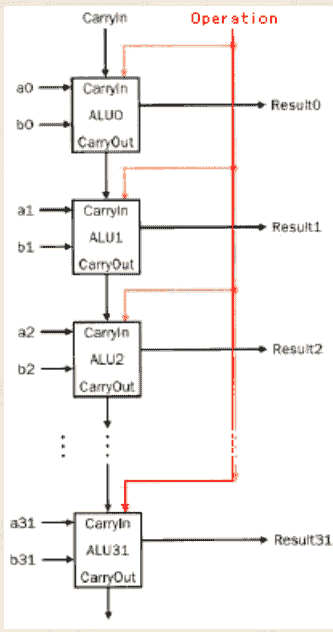 CarryIn Operation
a0 CarryIn
b0 ALU0 Result0
CarryOut
a1 CarryIn
b1 ALU1 Result1
CarryOut
a2 CarryIn
b2 ALU2 Result2
CarryOut
a31 CarryIn
b31 ALU31 Result31
CarryOut